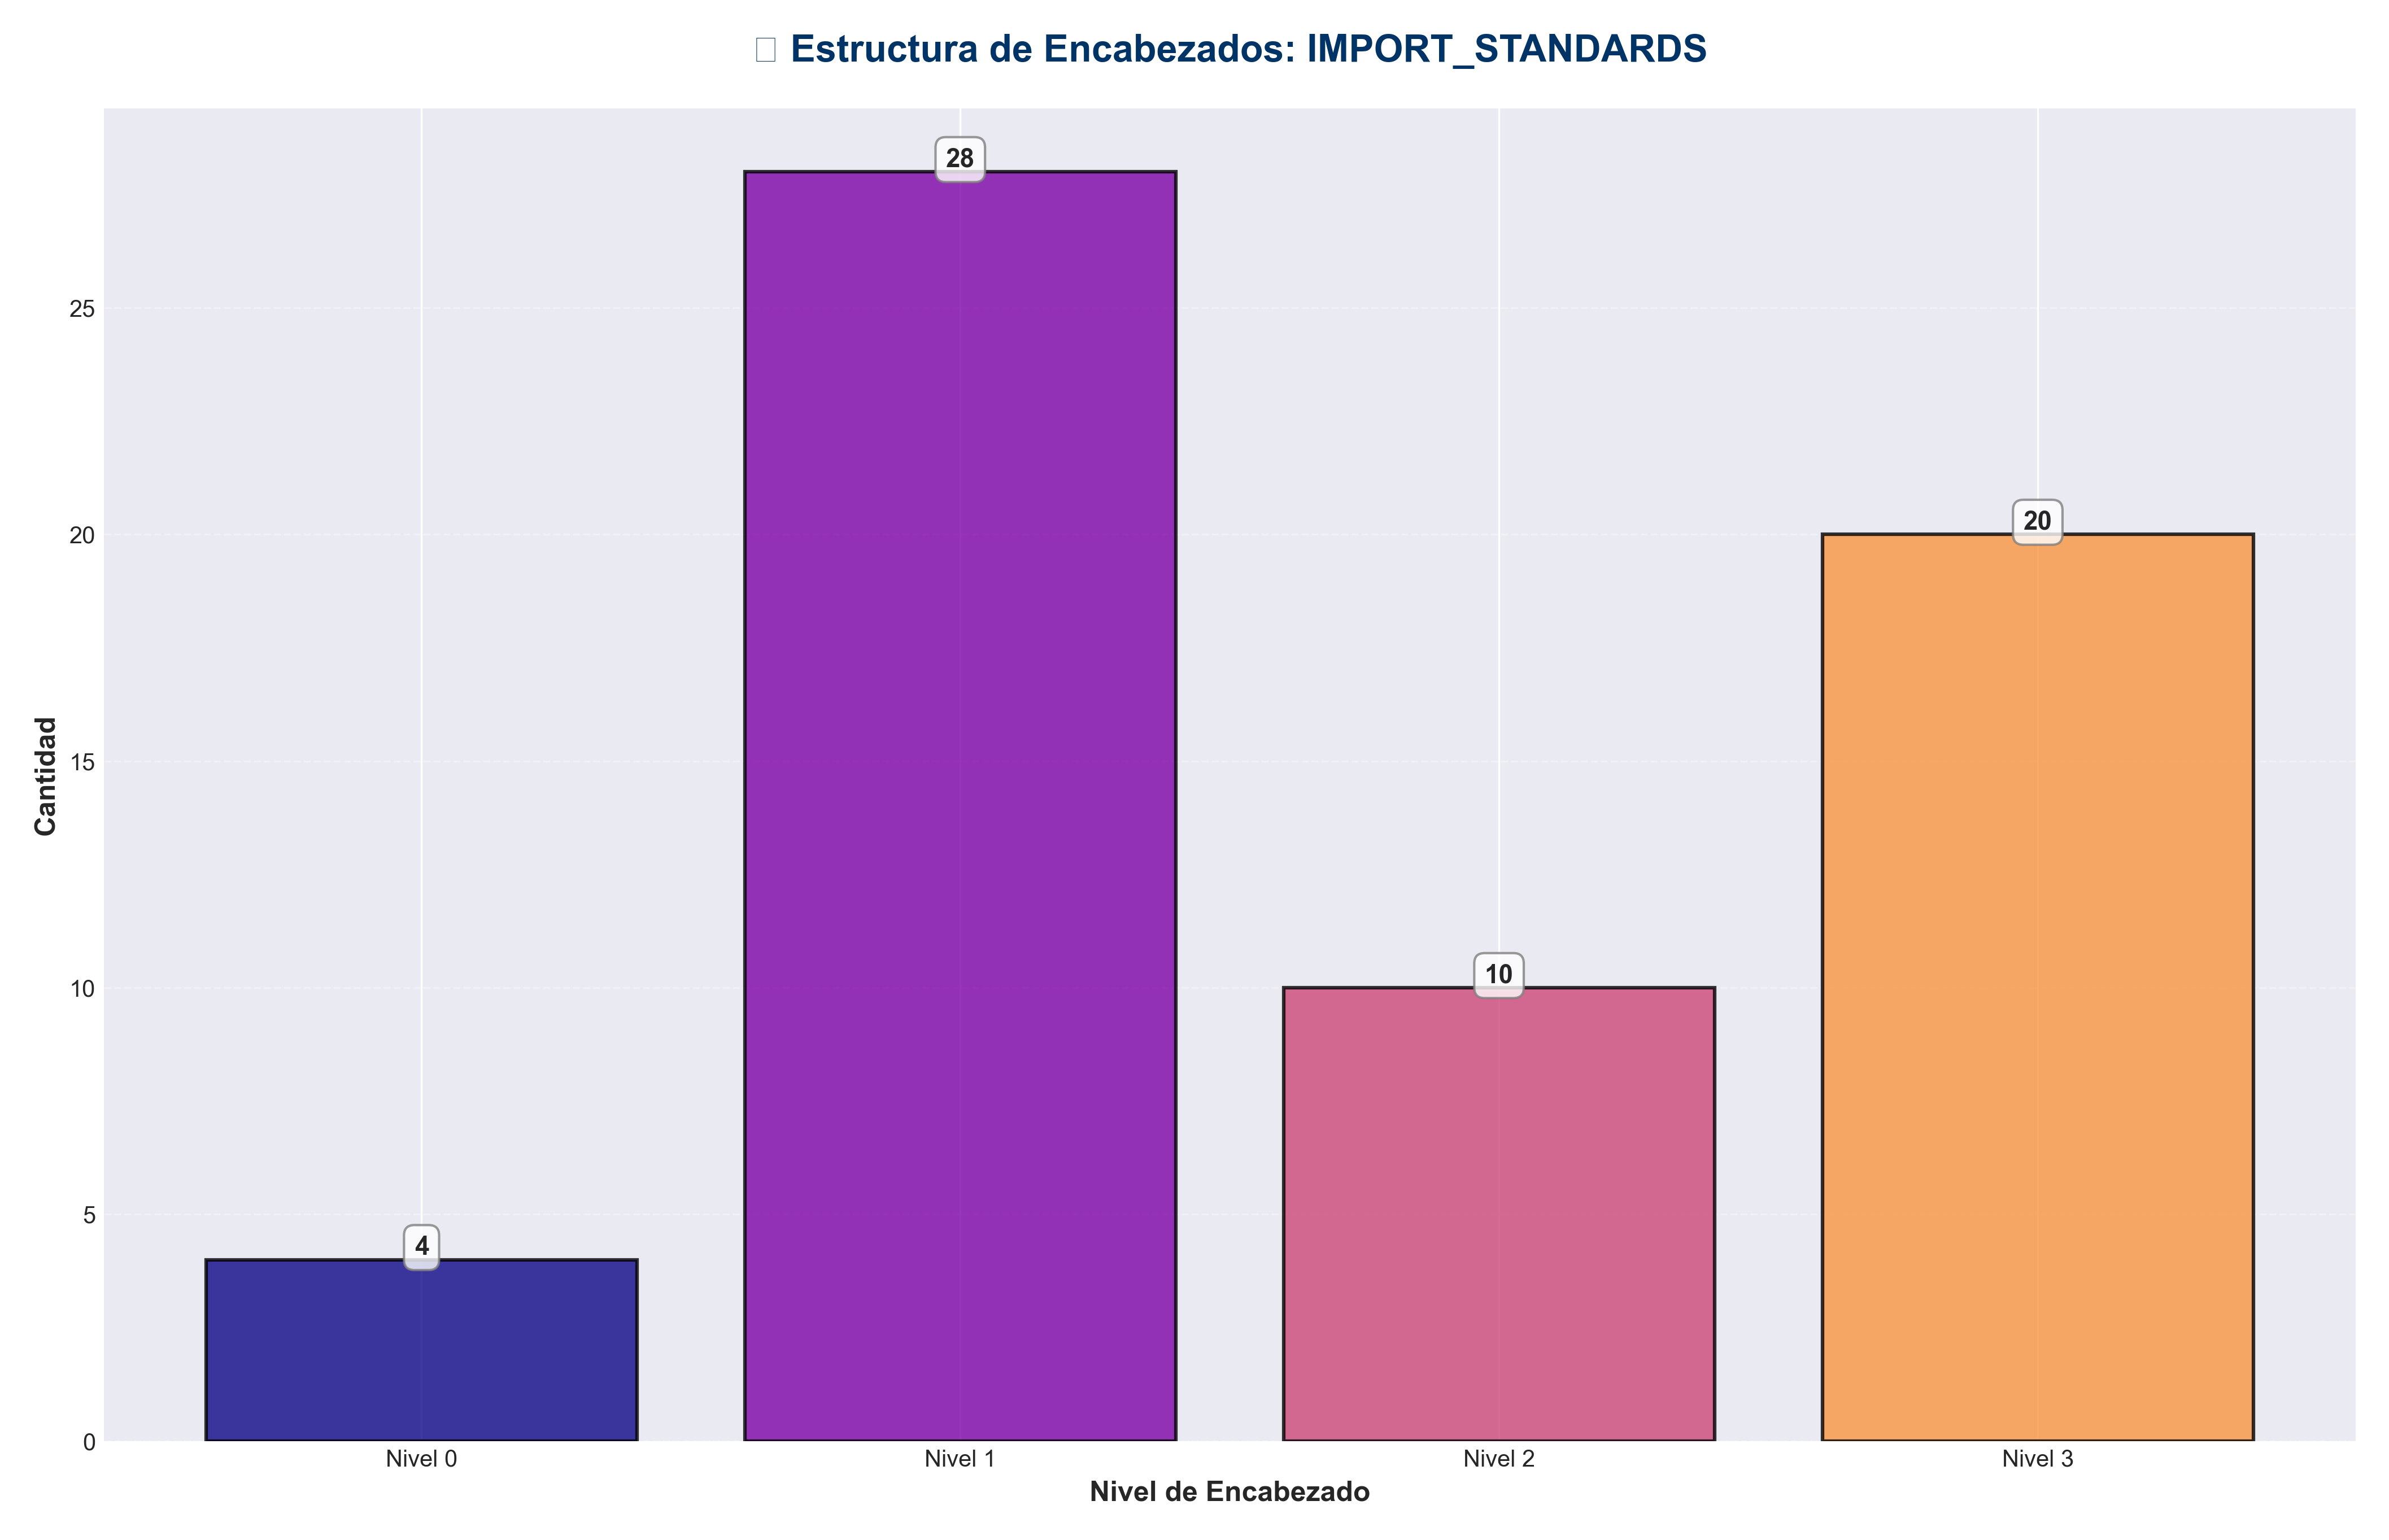 Estructura de Encabezados: IMPORT_STANDARDS
28
25
20
20
Cantidad
15
10
10
5
4
0
Nivel 0
Nivel 1
Nivel 2
Nivel 3
Nivel de Encabezado